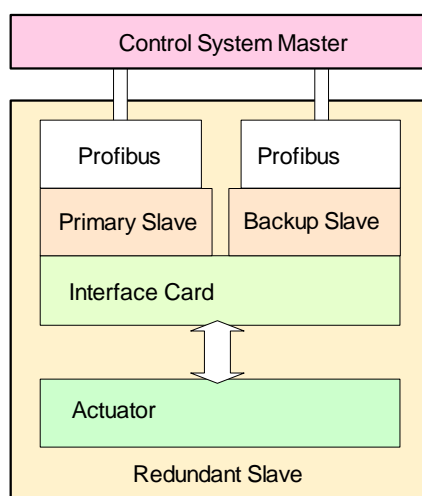 Control System Master
Profibus
Profibus
Primary Slave
Backup Slave
Interface Card
Actuator
Redundant Slave